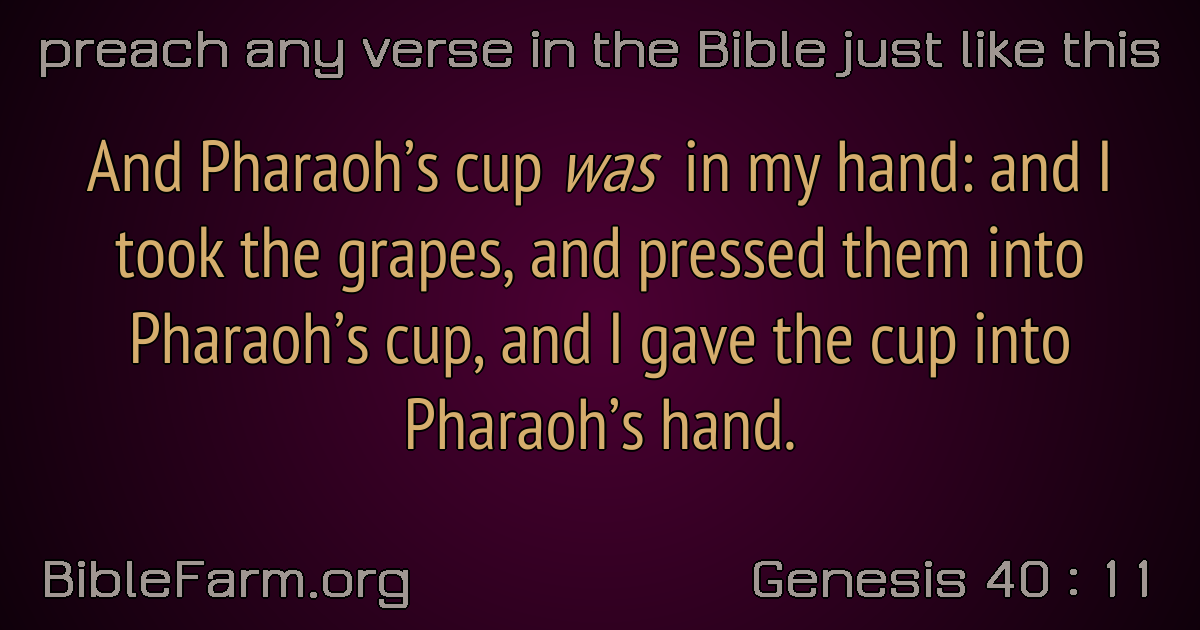 preach any verse in the Bible just like this
And Pharaoh’s cup was in my hand: and I
took the grapes, and pressed them into
Pharaoh’s cup, and I gave the cup into
Pharaoh’s hand.
BibleFarm.org
Genesis 40 : 11